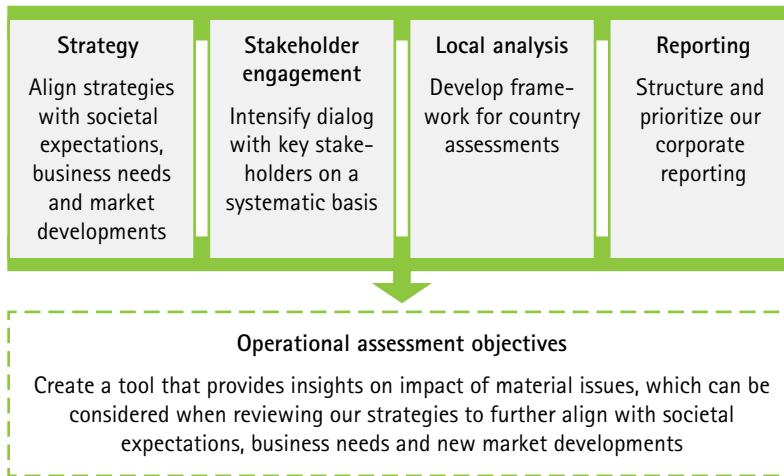 Strategy
Align strategies
with societal
expectations,
business needs
and market
developments
Stakeholder
engagement
Intensify dialog
with key stake-
holders on a
systematic basis
Local analysis
Develop frame-
work for country
assessments
Reporting
Structure and
prioritize our
corporate
reporting
Operational assessment objectives
Create a tool that provides insights on impact of material issues, which can be
considered when reviewing our strategies to further align with societal
expectations, business needs and new market developments